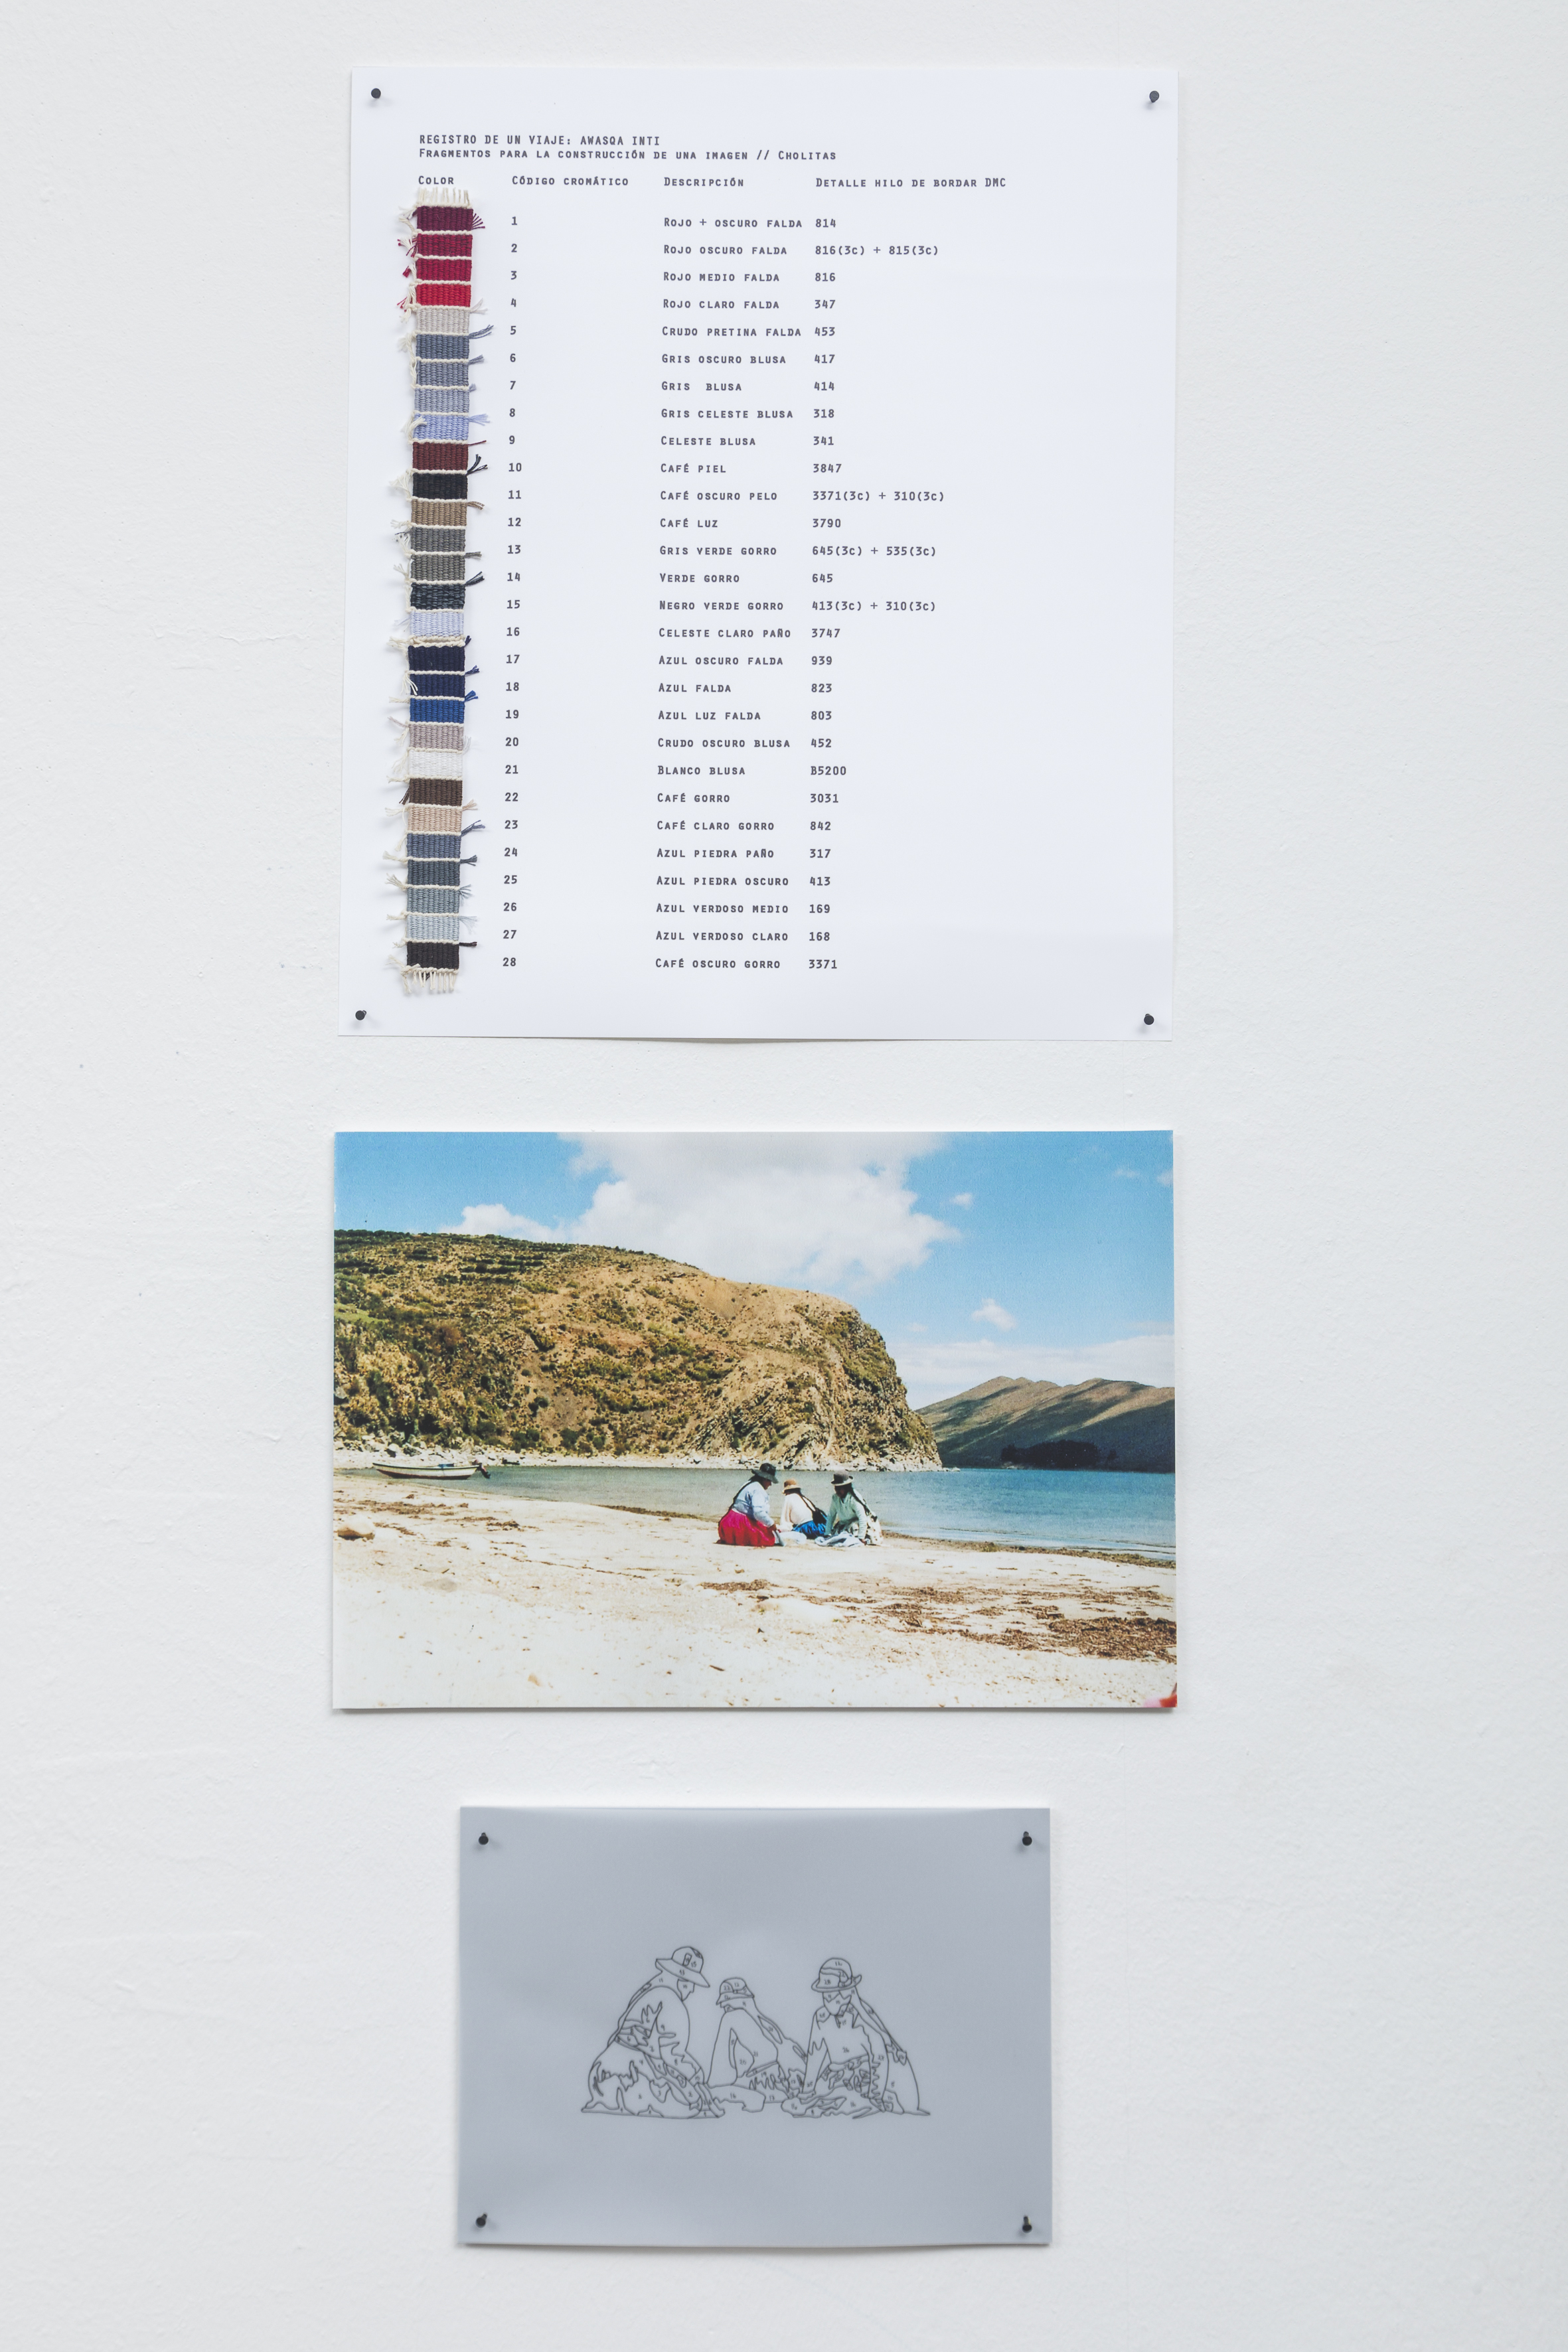 REGISTRO DE UN VIAJE: AWASQA INTI
FRAGMENTOS PARA LA CONSTRUCCIÓN DE UNA IMAGEN // CHOLITAS
COLOR CÓDIGO CROMÁTICO DESCRIPCIÓN DETALLE HILO DE BORDAR DMC
1 ROJO + OSCURO FALDA 814
2 ROJO OSCURO FALDA 816(3C) + 815(3C)
3 ROJO MEDIO FALDA 816
4 ROJO CLARO FALDA 347
5 CRUDO PRETINA FALDA 453
6 GRIS OSCURO BLUSA 417
7 GRIS BLUSA 414
8 GRIS CELESTE BLUSA 318
9 CELESTE BLUSA 341
10 CAFÉ PIEL 3847
11 CAFÉ OSCURO PELO 3371(3C) + 310(3C)
12 CAFÉ LUZ 3790
13 GRIS VERDE GORRO 645(3C) + 535(3C)
14 VERDE GORRO 645
15 NEGRO VERDE GORRO 413(3C) + 310(3C)
16 CELESTE CLARO PAÑO 3747
17 AZUL OSCURO FALDA 939
18 AZUL FALDA 823
19 AZUL LUZ FALDA 803
20 CRUDO OSCURO BLUSA 452
21 BLANCO BLUSA B5200
22 CAFÉ GORRO 3031
23 CAFÉ CLARO GORRO 842
24 AZUL PIEDRA PAÑO 317
25 AZUL PIEDRA OSCURO 413
26 AZUL VERDOSO MEDIO 169
27 AZUL VERDOSO CLARO 168
28 CAFÉ OSCURO GORRO 3371